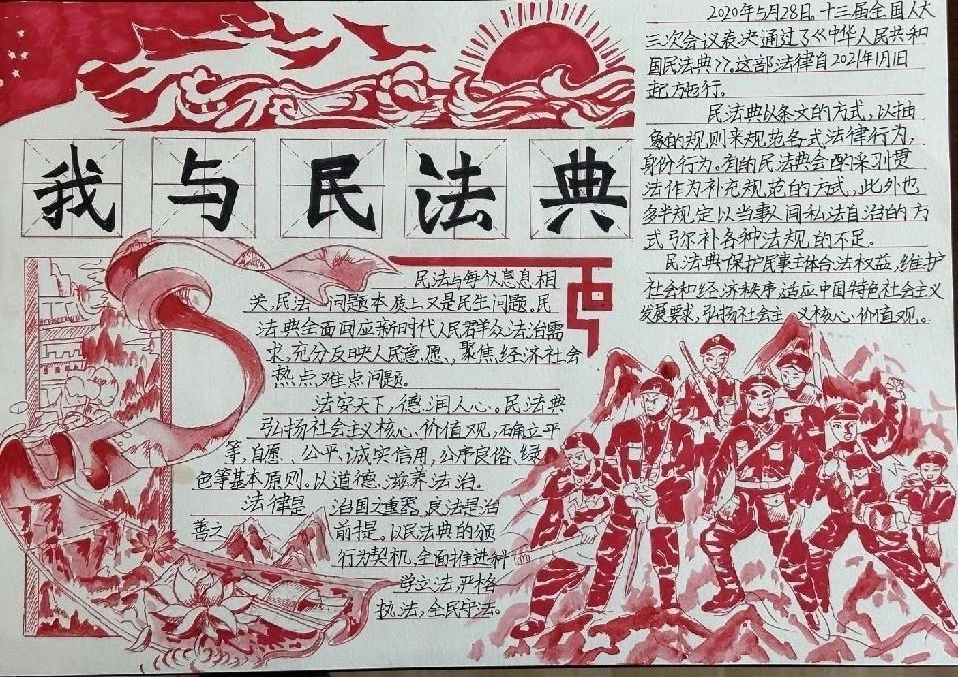 我与民法典
2020年5月28日。十三届全国人大
三次会议表决通过了《中华人民共和
国民法典》。这部法律自2021年1月1日
起施行。
民法典以条文的方式,以抽
象的规则来规范各式法律行为,
身份行为。有的民法典会酌采习惯
法作为补充规范的方式,此外也
多半规定以当事人间私法自治的方
式弥补各种法规的不足。
民法典保护民事主体合法权益,维护
社会和经济秩序,适应中国特色社会主义
发展要求,弘扬社会主义核心价值观。
民法与每个人息息相
关,民法问题本质上又是民生问题。民
法典全面回应新时代人民群众法治需
求,充分反映人民意愿,聚焦经济社会
热点难点问题。
法安天下,德润人心。民法典
弘扬社会主义核心价值观,确立平
等,自愿、公平,诚实信用,公序良俗、绿
色等基本原则。以道德滋养法治。
法律是治国之重器,良法是治
善之前提。以民法典的颁
行为契机,全面推进科
学立法,严格
执法,全民守法。